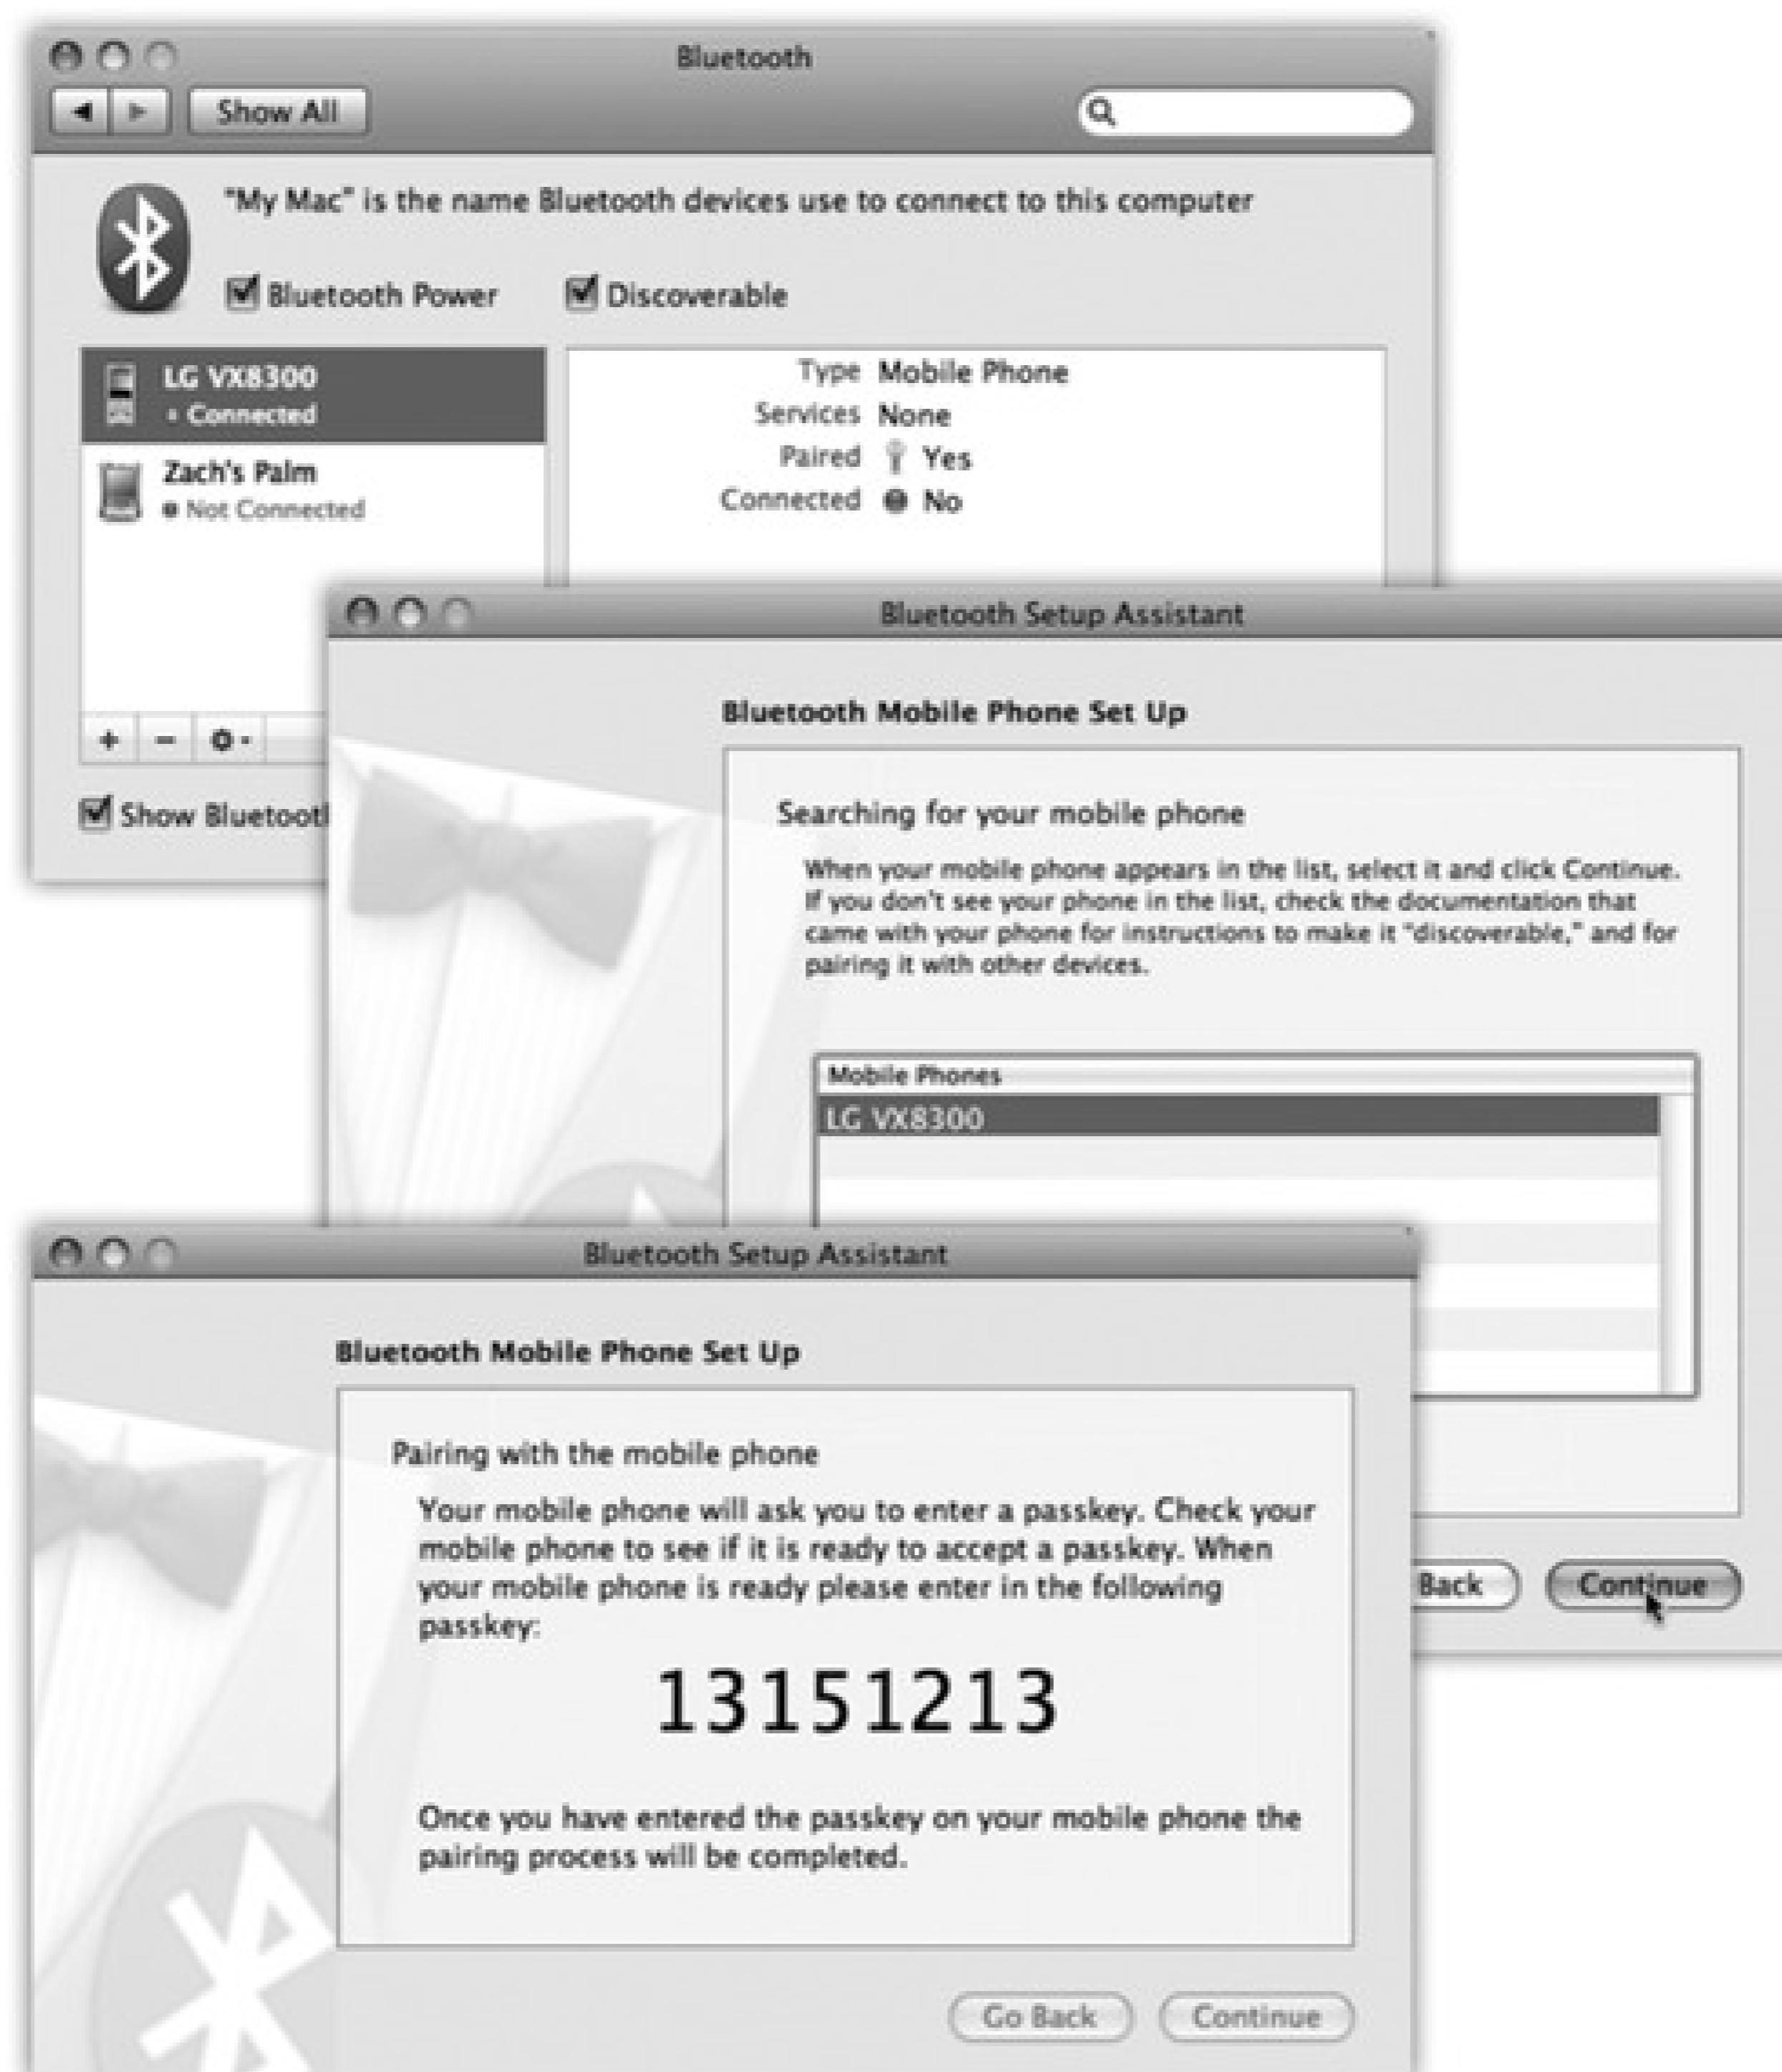 Bluetooth
Show All
"My Mac" is the name Bluetooth devices use to connect to this computer
Bluetooth Power
Discoverable
LG VX8300
Connected
Zach's Palm
Not Connected
Type Mobile Phone
Services None
Paired Yes
Connected No
Show Bluetoot
Bluetooth Setup Assistant
Bluetooth Mobile Phone Set Up
Searching for your mobile phone
When your mobile phone appears in the list, select it and click Continue.
If you don't see your phone in the list, check the documentation that
came with your phone for instructions to make it "discoverable," and for
pairing it with other devices.
Mobile Phones
LG VX8300
Back
Continue
Bluetooth Setup Assistant
Bluetooth Mobile Phone Set Up
Pairing with the mobile phone
Your mobile phone will ask you to enter a passkey. Check your
mobile phone to see if it is ready to accept a passkey. When
your mobile phone is ready please enter in the following
passkey:
13151213
Once you have entered the passkey on your mobile phone the
pairing process will be completed.
Go Back
Continue